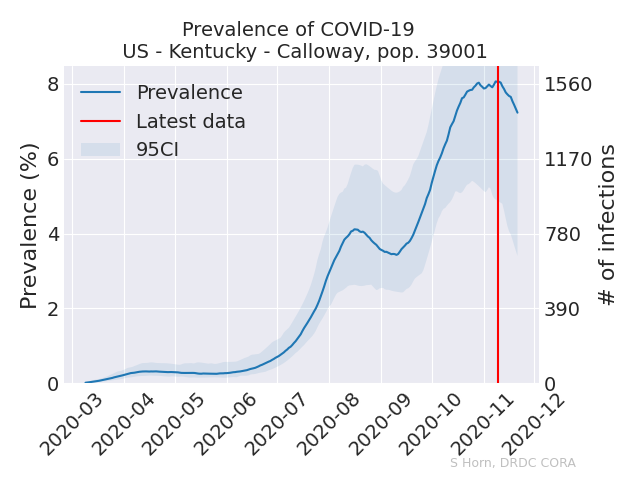 Prevalence of COVID-19
US - Kentucky - Calloway, pop. 39001
Prevalence
Latest data
95CI
Prevalence (%)
8
6
4
2
0
1560
1170
780
390
0
# of infections
2020-03
2020-04
2020-05
2020-06
2020-07
2020-08
2020-09
2020-10
2020-11
2020-12
S Horn, DRDC CORA